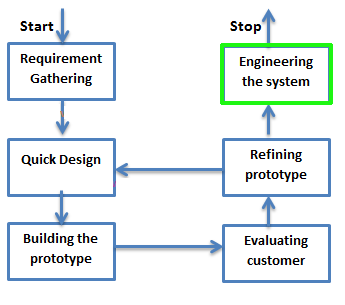 Start
Stop
Requirement
Gathering
Engineering
the system
Quick Design
Refining
prototype
Building the
prototype
Evaluating
customer